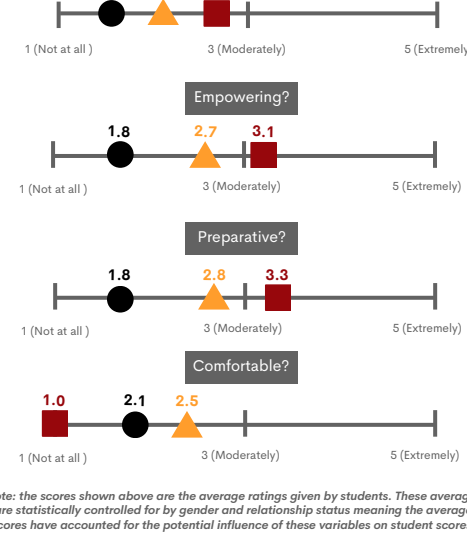 1 (Not at all ) 3 (Moderately) 5 (Extremely
Empowering?
1.8 2.7 3.1
1 (Not at all ) 3 (Moderately) 5 (Extremely)
Preparative?
1.8 2.8 3.3
1 (Not at all ) 3 (Moderately) 5 (Extremely)
Comfortable?
1.0 2.1 2.5
1 (Not at all ) 3 (Moderately) 5 (Extremely)
ote: the scores shown above are the average ratings given by students. These averag
re statistically controlled for by gender and relationship status meaning the average
cores have accounted for the potential influence of these variables on student score